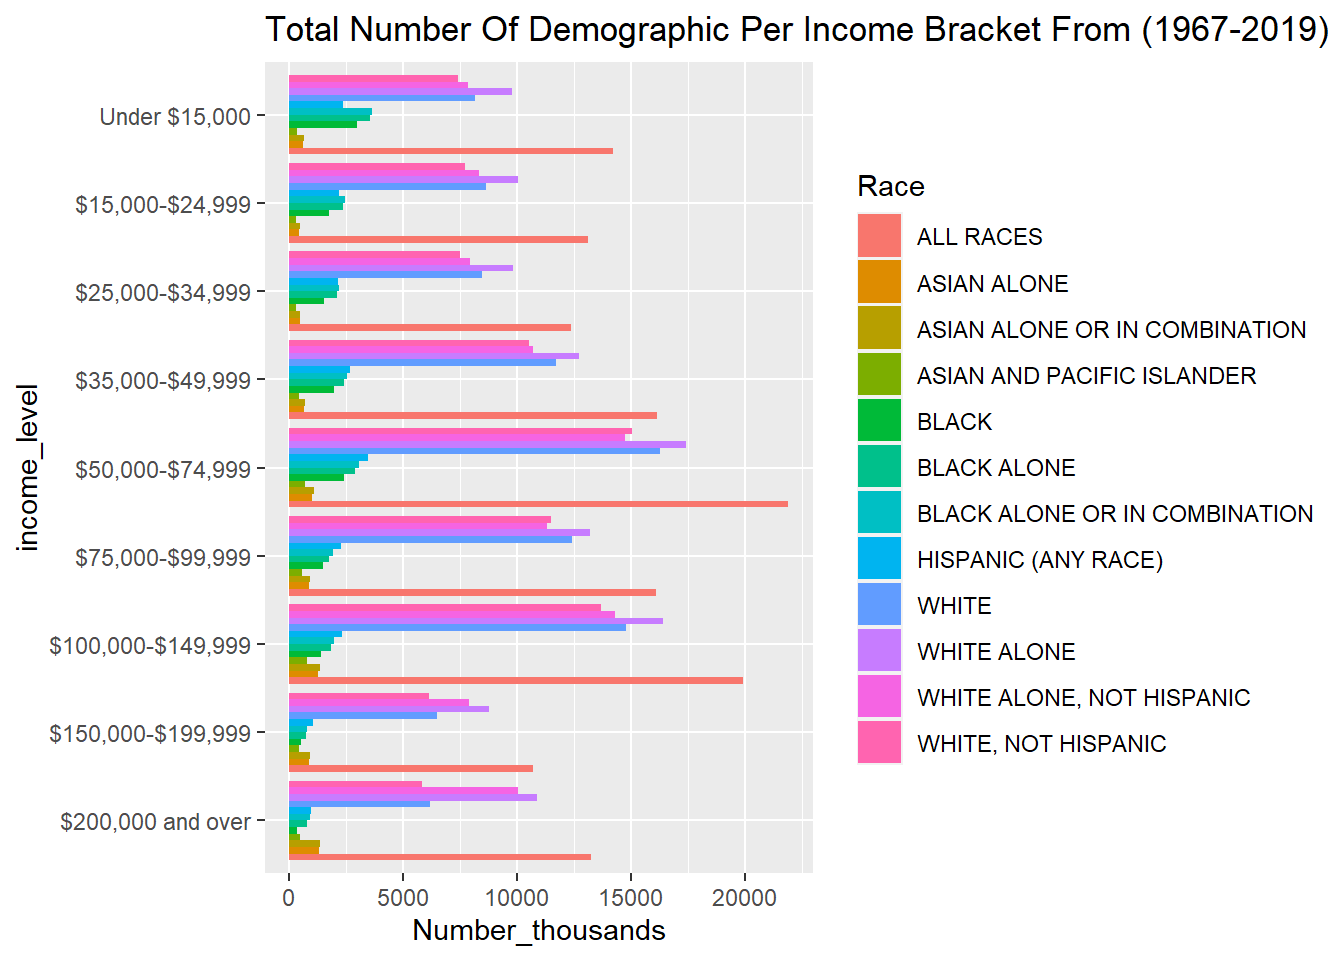 Total Number Of Demographic Per Income Bracket From (1967-2019)
income_level
Under $15,000
$15,000-$24,999
$25,000-$34,999
$35,000-$49,999
$50,000-$74,999
$75,000-$99,999
$100,000-$149,999
$150,000-$199,999
$200,000 and over
0 5000 10000 15000 20000
Number_thousands
Race
ALL RACES
ASIAN ALONE
ASIAN ALONE OR IN COMBINATION
ASIAN AND PACIFIC ISLANDER
BLACK
BLACK ALONE
BLACK ALONE OR IN COMBINATION
HISPANIC (ANY RACE)
WHITE
WHITE ALONE
WHITE ALONE, NOT HISPANIC
WHITE, NOT HISPANIC